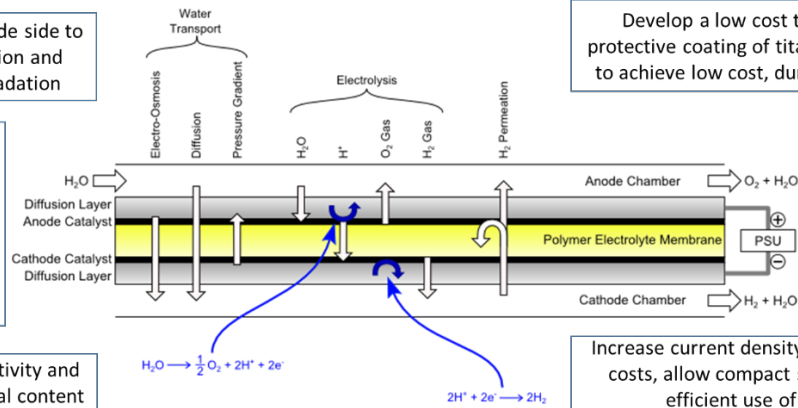 de side to
ion and
adation
Develop a low cost t
protective coating of tita
to achieve low cost, dur
Water
Transport
Electrolysis
Electro-Osmosis
Diffusion
Pressure Gradient
H₂O
H⁺
O₂ Gas
H₂ Gas
H₂ Permeation
H₂O
Anode Chamber
O₂ + H₂O
Diffusion Layer
Anode Catalyst
Polymer Electrolyte Membrane
+
PSU
−
Cathode Catalyst
Diffusion Layer
Cathode Chamber
H₂ + H₂O
H₂O ⟶ ½ O₂ + 2H⁺ + 2e⁻
2H⁺ + 2e⁻ ⟶ 2H₂
tivity and
al content
Increase current density
costs, allow compact s
efficient use of